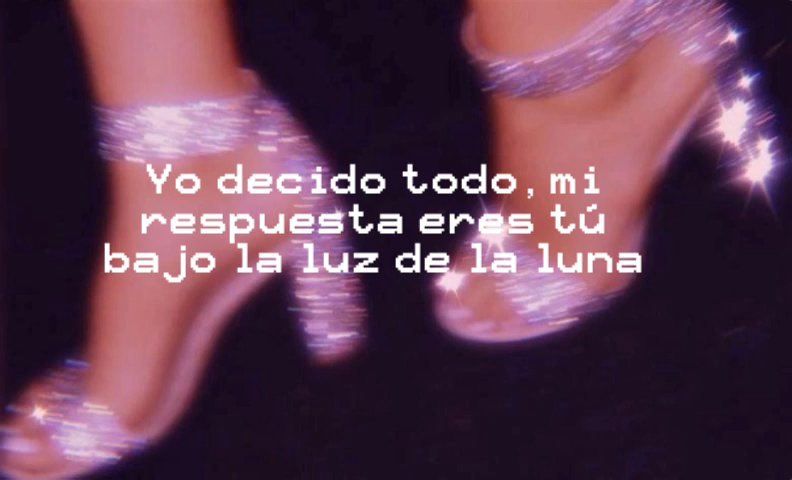 Yo decido todo, mi
respuesta eres tú
bajo la luz de la luna